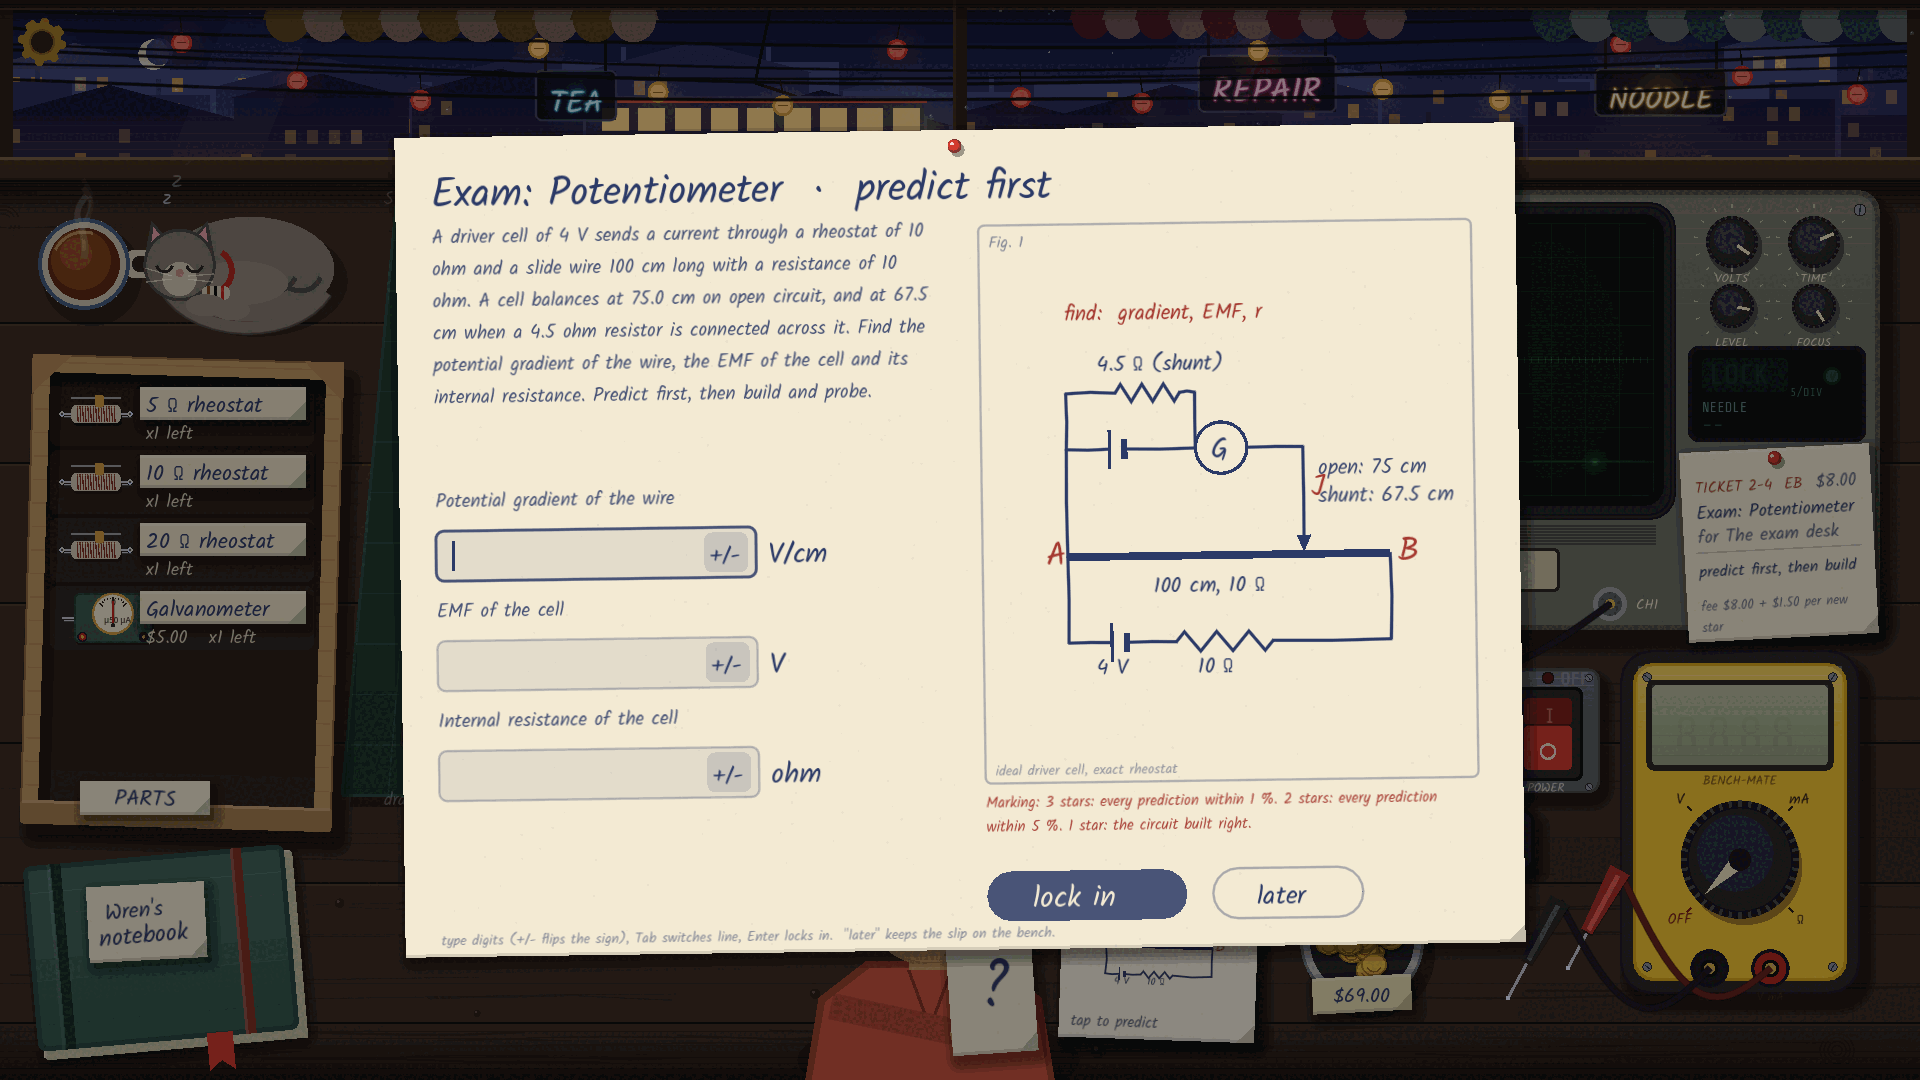 TEA
REPAIR
NOODLE
z
z
Exam: Potentiometer · predict first
A driver cell of 4 V sends a current through a rheostat of 10
ohm and a slide wire 100 cm long with a resistance of 10
ohm. A cell balances at 75.0 cm on open circuit, and at 67.5
cm when a 4.5 ohm resistor is connected across it. Find the
potential gradient of the wire, the EMF of the cell and its
internal resistance. Predict first, then build and probe.
Potential gradient of the wire
+/- V/cm
EMF of the cell
+/- V
Internal resistance of the cell
+/- ohm
Fig. 1
find: gradient, EMF, r
4.5 Ω (shunt)
G
open: 75 cm
J
shunt: 67.5 cm
A
B
100 cm, 10 Ω
4 V
10 Ω
ideal driver cell, exact rheostat
Marking: 3 stars: every prediction within 1 %. 2 stars: every prediction
within 5 %. 1 star: the circuit built right.
lock in
later
type digits (+/- flips the sign), Tab switches line, Enter locks in. "later" keeps the slip on the bench.
5 Ω rheostat
x1 left
10 Ω rheostat
x1 left
20 Ω rheostat
x1 left
Galvanometer
$5.00 x1 left
PARTS
Wren's
notebook
?
4 V 10 Ω
tap to predict
$69.00
VOLTS
TIME
LEVEL
FOCUS
LOCK
S/DIV
NEEDLE
--
TICKET 2-4 EB $8.00
Exam: Potentiometer
for The exam desk
predict first, then build
fee $8.00 + $1.50 per new
star
CH1
OFF
I
POWER
BENCH-MATE
V
mA
OFF
Ω